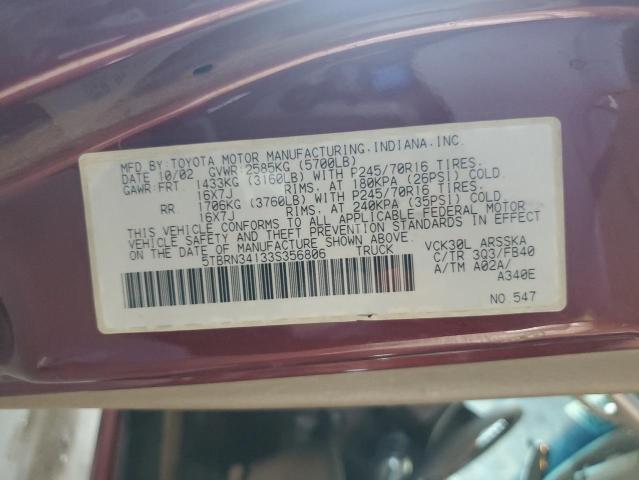 MFD BY: TOYOTA MOTOR MANUFACTURING, INDIANA, INC.
DATE 10/02 GVWR: 2585KG (5700LB)
GAWR: FRT. 1433KG (3160LB) WITH P245/70R16 TIRES,
16X7J RIMS, AT 180KPA (26PSI) COLD.
RR 1706KG (3760LB) WITH P245/70R16 TIRES,
16X7J RIMS, AT 240KPA (35PSI) COLD.
THIS VEHICLE CONFORMS TO ALL APPLICABLE FEDERAL MOTOR
VEHICLE SAFETY AND THEFT PREVENTION STANDARDS IN EFFECT
ON THE DATE OF MANUFACTURE SHOWN ABOVE.
5TBRN34133S356806 TRUCK
VCK30L ARSSKA
C/TR 3Q3/FB40
A/TM A02A/
A340E
NO 547